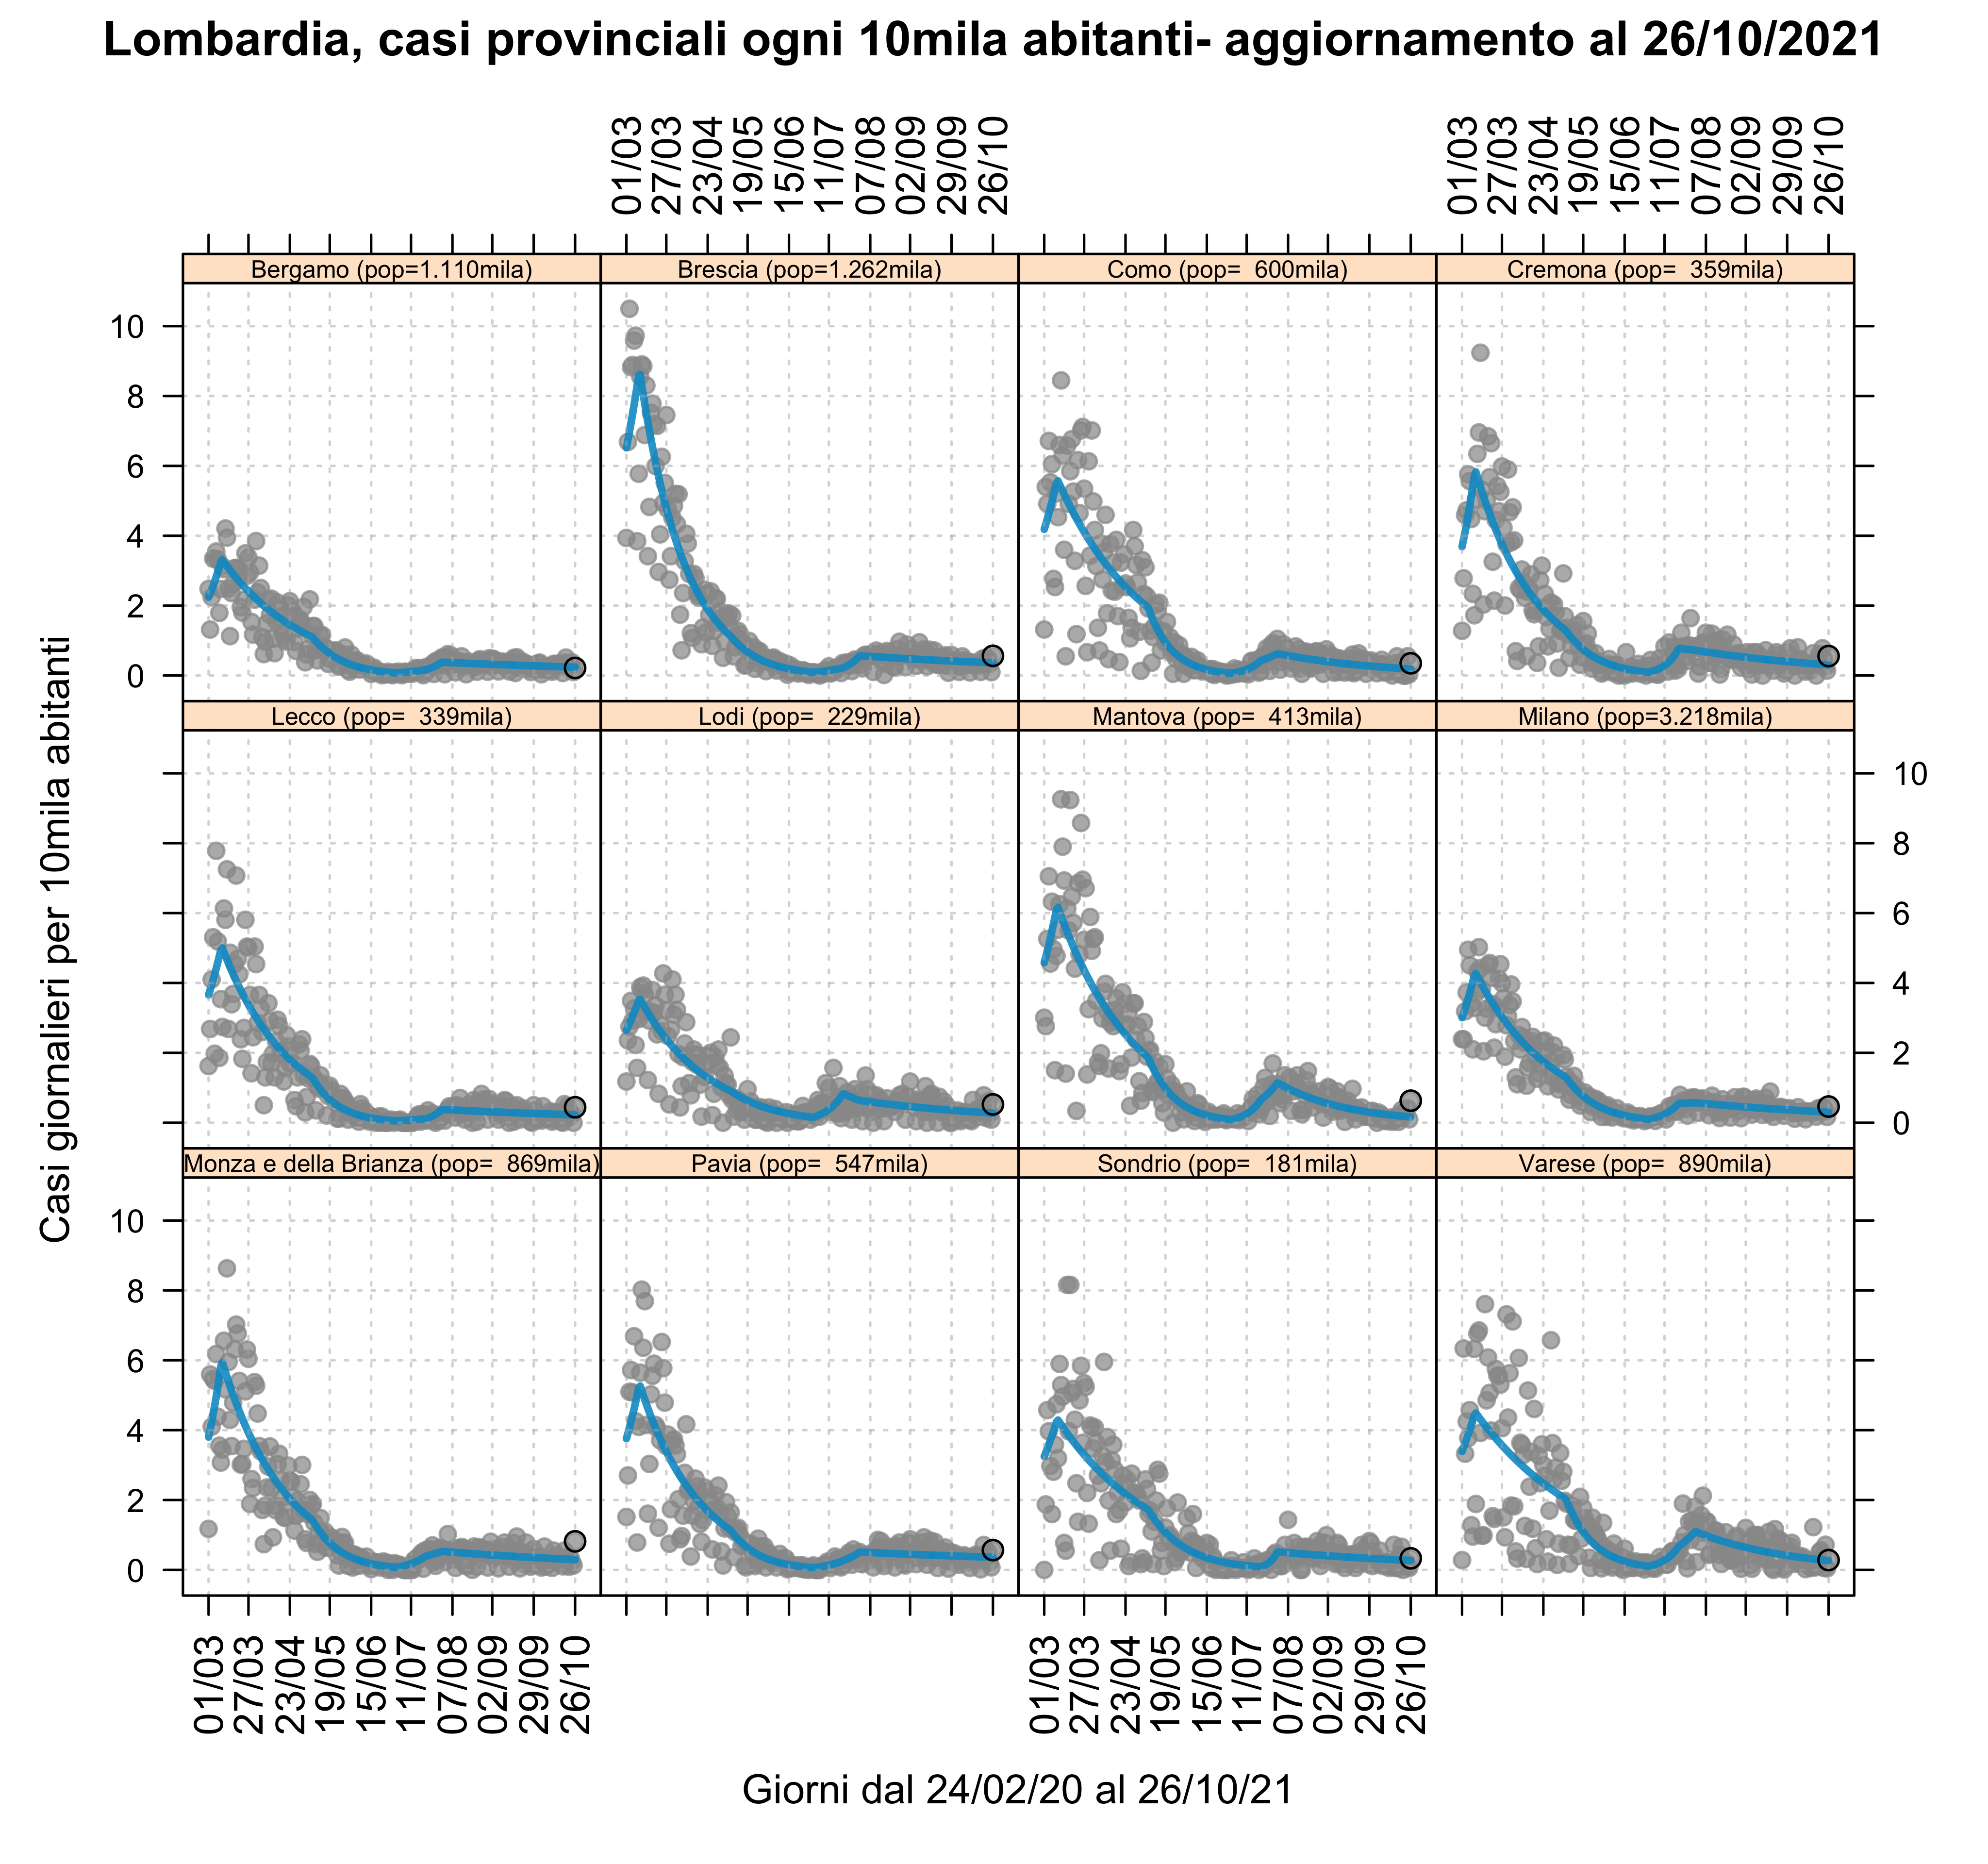 Lombardia, casi provinciali ogni 10mila abitanti- aggiornamento al 26/10/2021
01/03 27/03 23/04 19/05 15/06 11/07 07/08 02/09 29/09 26/10
01/03 27/03 23/04 19/05 15/06 11/07 07/08 02/09 29/09 26/10
Bergamo (pop=1.110mila)
Brescia (pop=1.262mila)
Como (pop=  600mila)
Cremona (pop=  359mila)
10
8
6
4
2
0
Lecco (pop=  339mila)
Lodi (pop=  229mila)
Mantova (pop=  413mila)
Milano (pop=3.218mila)
10
8
6
4
2
0
Monza e della Brianza (pop=  869mila)
Pavia (pop=  547mila)
Sondrio (pop=  181mila)
Varese (pop=  890mila)
10
8
6
4
2
0
Casi giornalieri per 10mila abitanti
01/03 27/03 23/04 19/05 15/06 11/07 07/08 02/09 29/09 26/10
01/03 27/03 23/04 19/05 15/06 11/07 07/08 02/09 29/09 26/10
Giorni dal 24/02/20 al 26/10/21